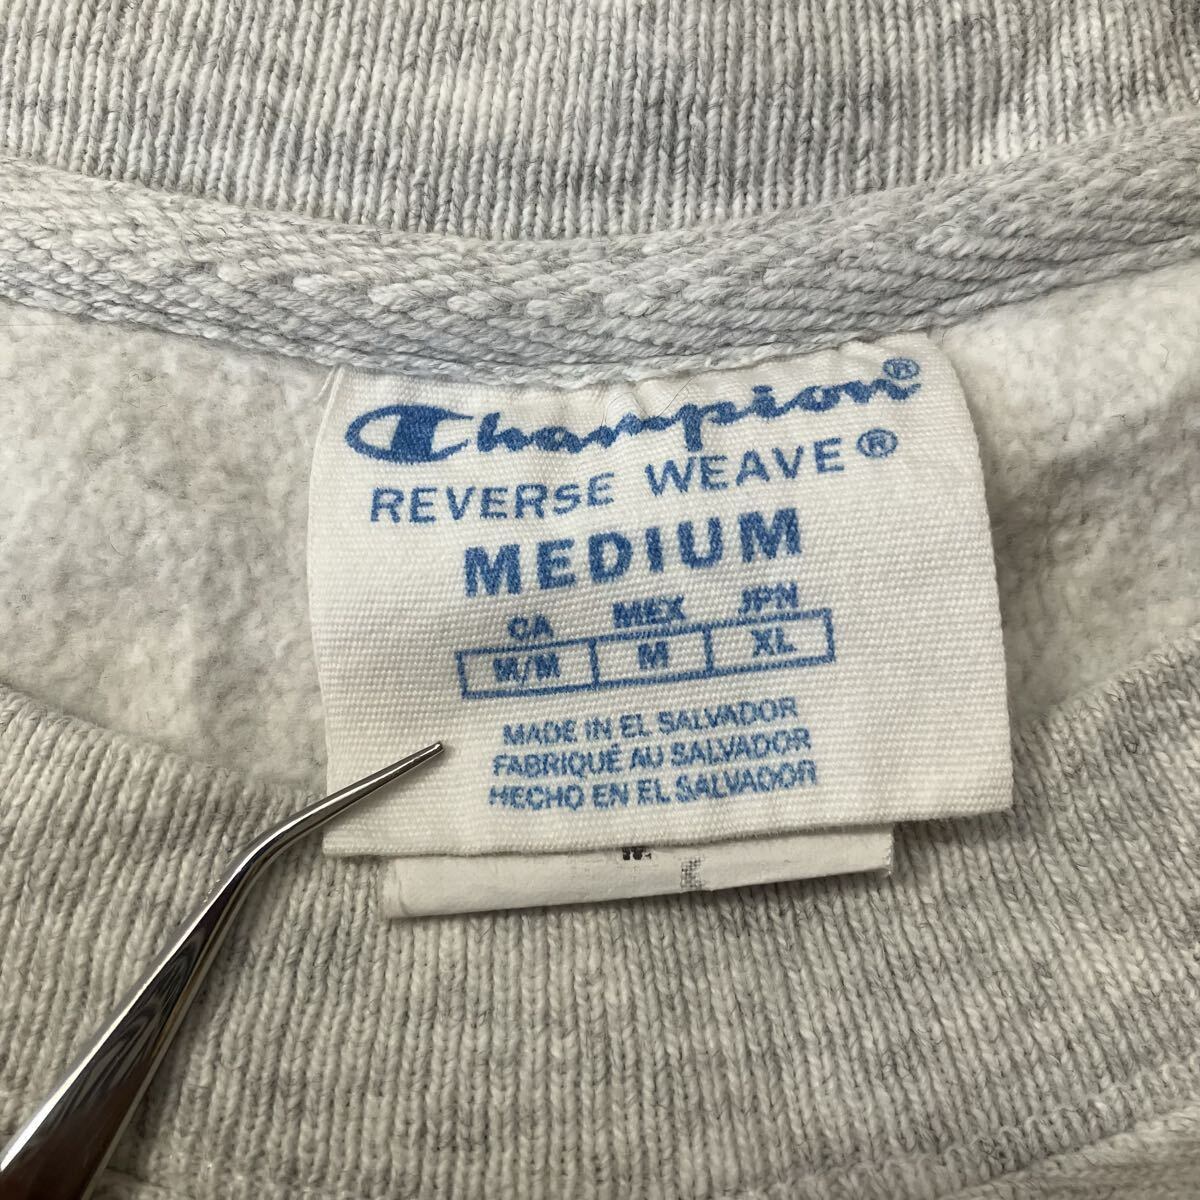 Champion®
REVERSE WEAVE®
MEDIUM
CA MEX JPN
M/M M XL
MADE IN EL SALVADOR
FABRIQUÉ AU SALVADOR
HECHO EN EL SALVADOR